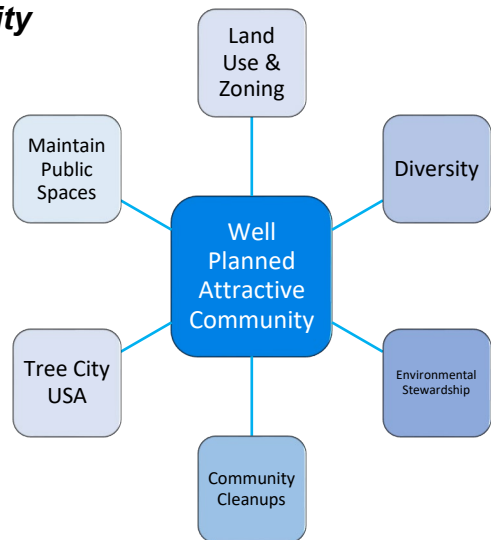 ity
Land
Use &
Zoning
Maintain
Public
Spaces
Diversity
Well
Planned
Attractive
Community
Tree City
USA
Environmental
Stewardship
Community
Cleanups